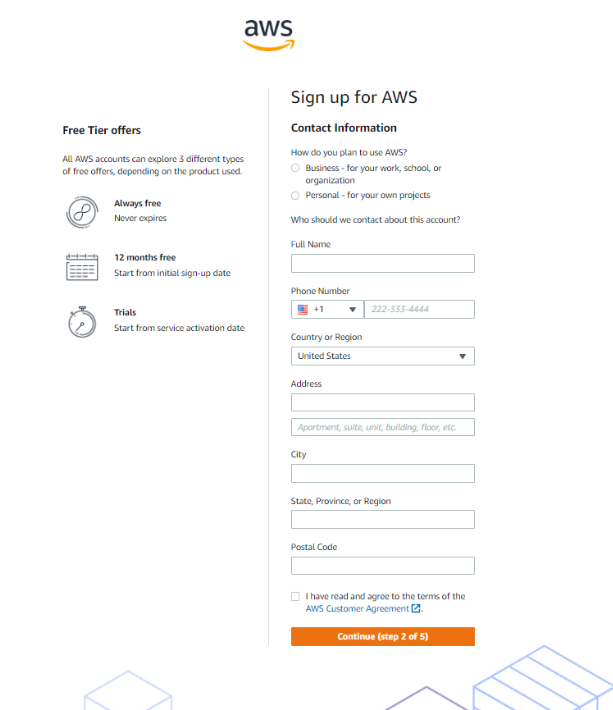 aws
Sign up for AWS
Free Tier offers
All AWS accounts can explore 3 different types
of free offers, depending on the product used.
Always free
Never expires
12 months free
Start from initial sign-up date
Trials
Start from service activation date
Contact Information
How do you plan to use AWS?
Business - for your work, school, or
organization
Personal - for your own projects
Who should we contact about this account?
Full Name
Phone Number
+1
222-333-4444
Country or Region
United States
Address
Apartment, suite, unit, building, floor, etc.
City
State, Province, or Region
Postal Code
I have read and agree to the terms of the
AWS Customer Agreement.
Continue (step 2 of 5)